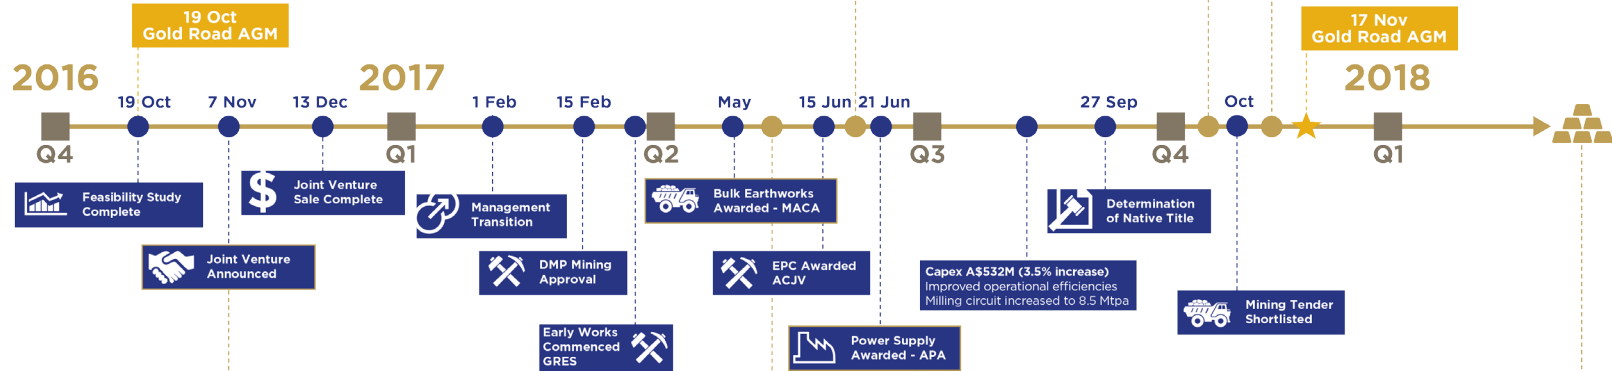 19 Oct
Gold Road AGM
17 Nov
Gold Road AGM
2016
2017
2018
19 Oct
7 Nov
13 Dec
1 Feb
15 Feb
May
15 Jun
21 Jun
27 Sep
Oct
Q4
Q1
Q2
Q3
Q4
Q1
Feasibility Study
Complete
Joint Venture
Announced
$
Joint Venture
Sale Complete
Management
Transition
DMP Mining
Approval
Early Works
Commenced
GRES
Bulk Earthworks
Awarded - MACA
EPC Awarded
ACJV
Power Supply
Awarded - APA
Capex A$532M (3.5% increase)
Improved operational efficiencies
Milling circuit increased to 8.5 Mtpa
Determination
of Native Title
Mining Tender
Shortlisted